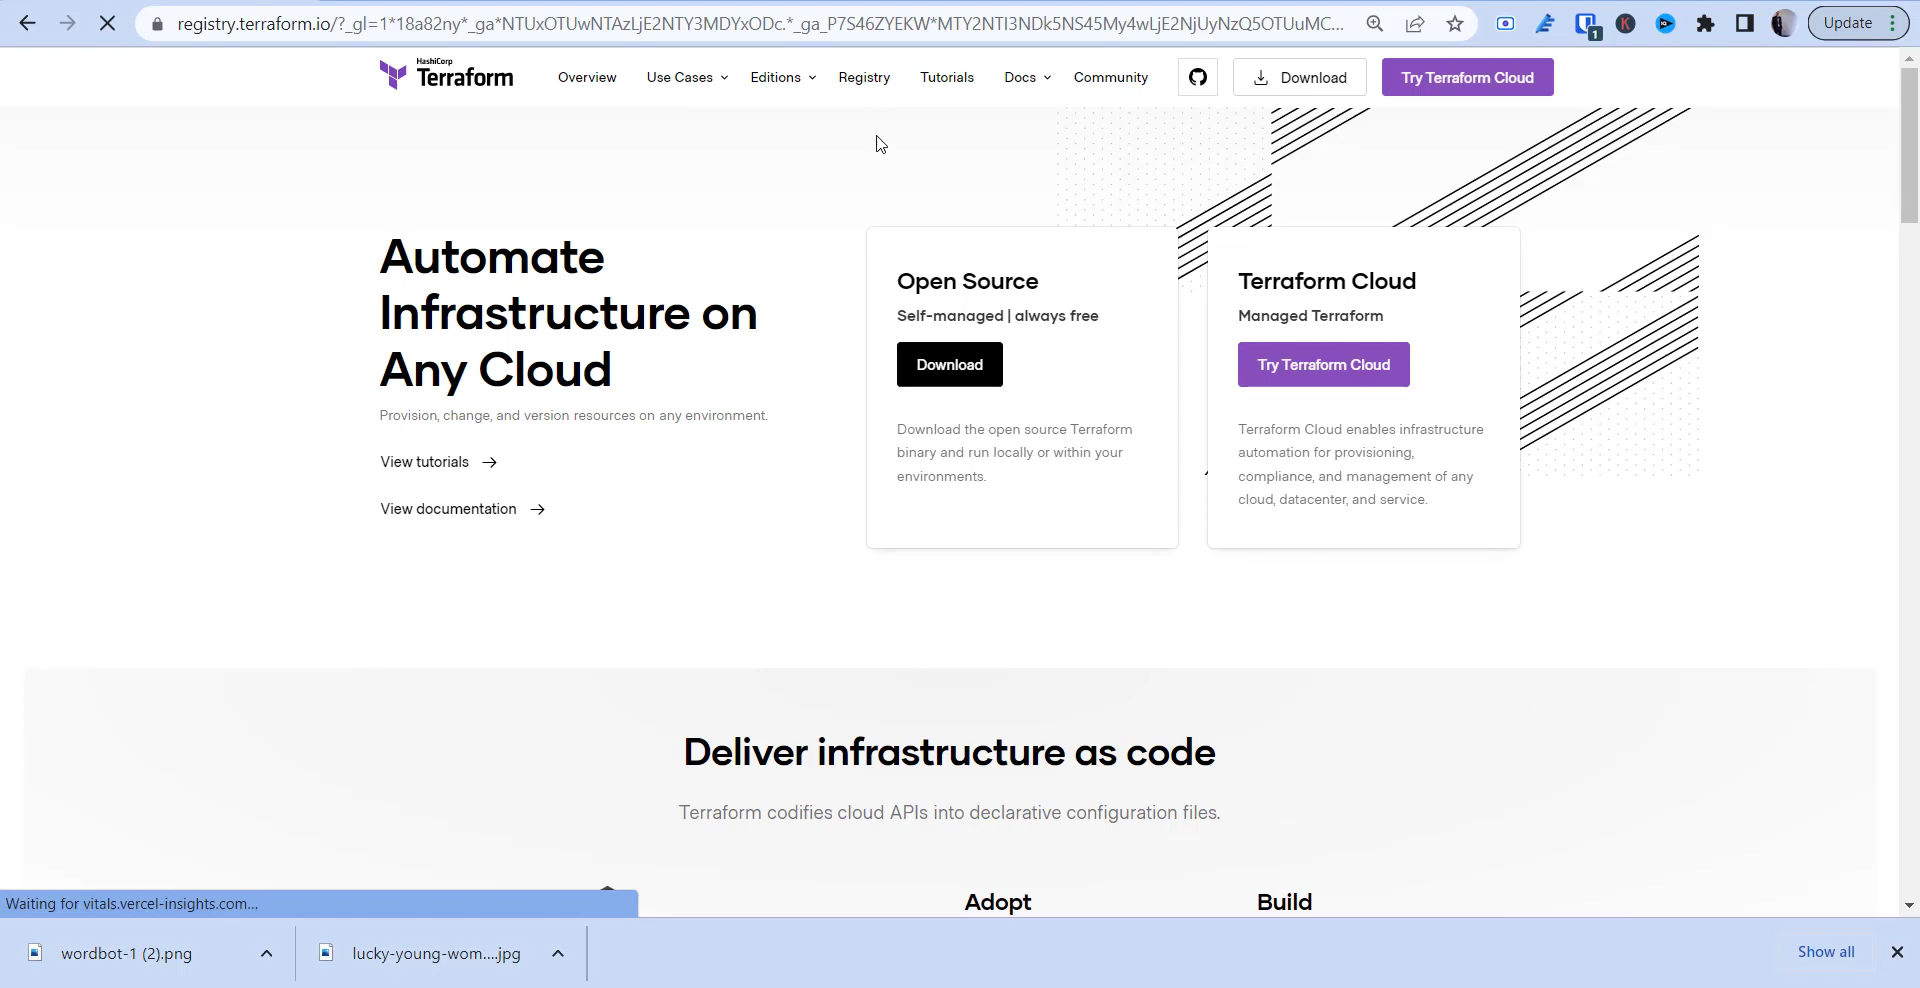 registry.terraform.io/?_gl=1*18a82ny*_ga*NTUxOTUwNTAzLjE2NTY3MDYxODc.*_ga_P7S46ZYEKW*MTY2NTI3NDk5NS45My4wLjE2NjUyNzQ5OTUuMC...
1
K
Update
HashiCorp
Terraform
Overview
Use Cases
Editions
Registry
Tutorials
Docs
Community
Download
Try Terraform Cloud
Automate
Infrastructure on
Any Cloud
Provision, change, and version resources on any environment.
View tutorials
View documentation
Open Source
Self-managed | always free
Download
Download the open source Terraform
binary and run locally or within your
environments.
Terraform Cloud
Managed Terraform
Try Terraform Cloud
Terraform Cloud enables infrastructure
automation for provisioning,
compliance, and management of any
cloud, datacenter, and service.
Deliver infrastructure as code
Terraform codifies cloud APIs into declarative configuration files.
Adopt
Build
Waiting for vitals.vercel-insights.com...
wordbot-1 (2).png
lucky-young-wom....jpg
Show all